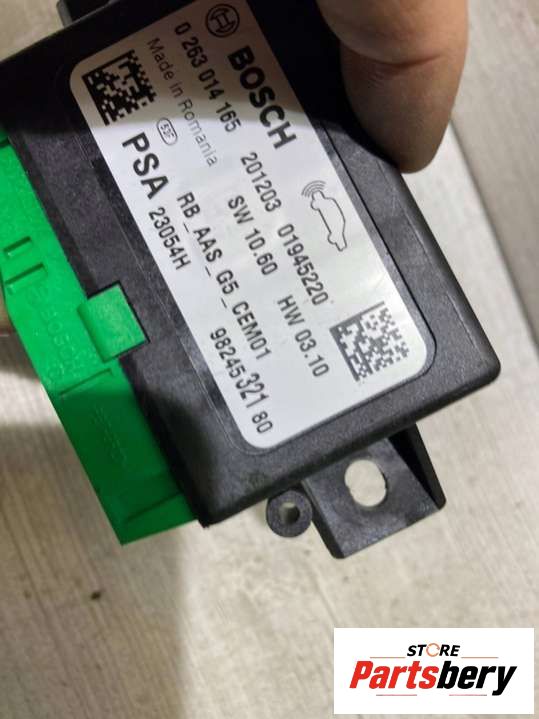 BOSCH
0 263 014 165
Made in Romania
201203 01945220
SW 10.60 HW 03.10
PSA
RB_AAS_G5_CEM01
23054H
98245321 80
STORE
Partsbery